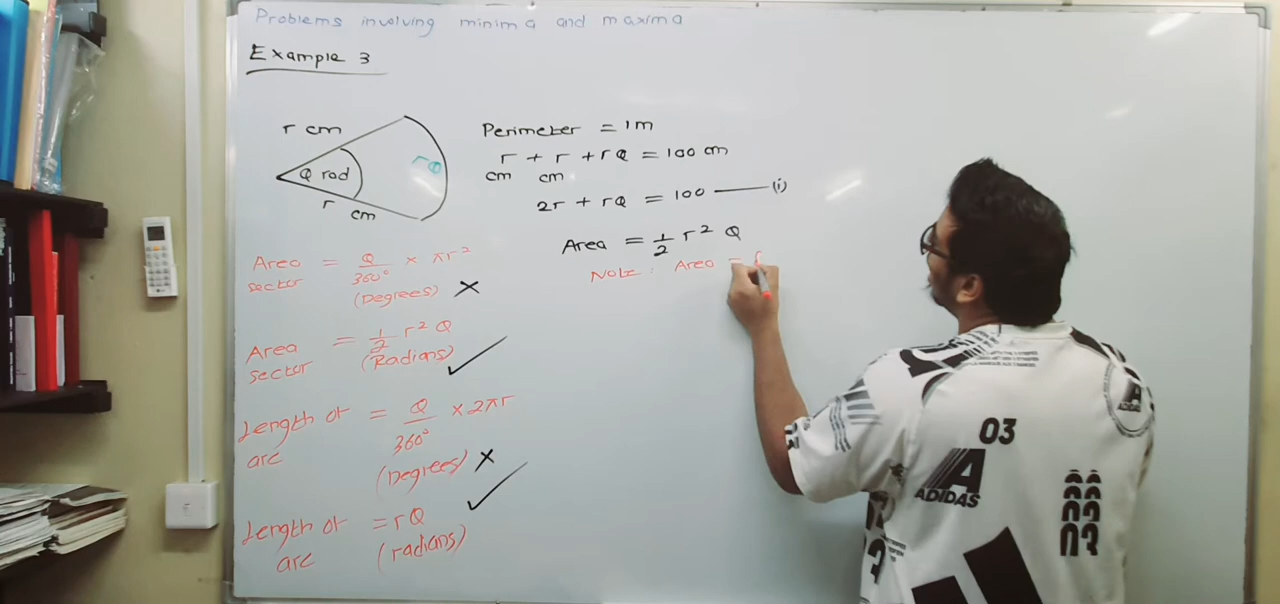 Problems involving minima and maxima
Example 3
r cm
θ rad
r cm
rθ
Perimeter = 1m
r + r + rθ = 100 cm
cm cm
2r + rθ = 100 ——— (i)
Area = 1/2 r² θ
Note: Area =
Area sector = θ/360° × πr²
(Degrees) ×
Area sector = 1/2 r² θ
(Radians) ✓
Length of arc = θ/360° × 2πr
(Degrees) ×
Length of arc = rθ
(radians) ✓
03
ADIDAS
ADIDAS